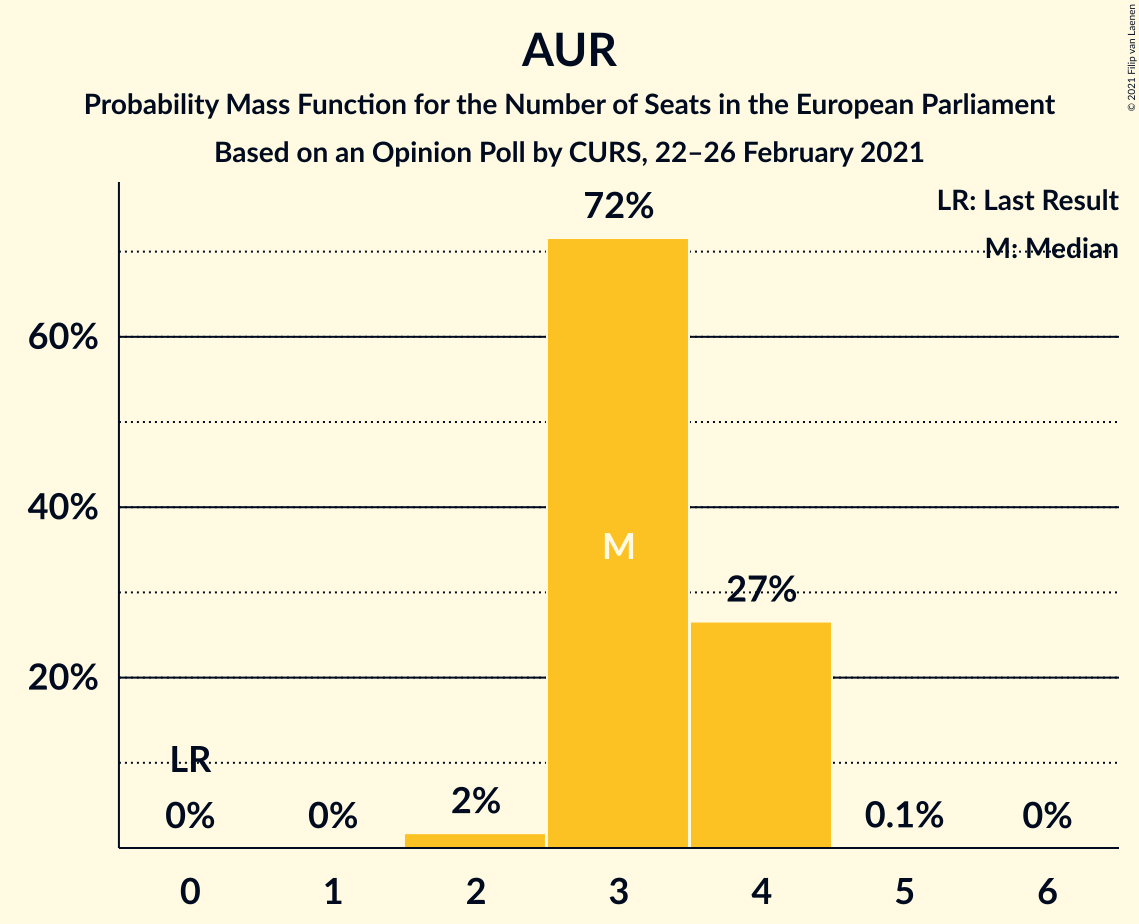 AUR
Probability Mass Function for the Number of Seats in the European Parliament
Based on an Opinion Poll by CURS, 22–26 February 2021
© 2021 Filip van Laenen
LR: Last Result
M: Median
72%
60%
40%
M
27%
20%
LR
0%
0%
2%
0.1%
0%
0
1
2
3
4
5
6